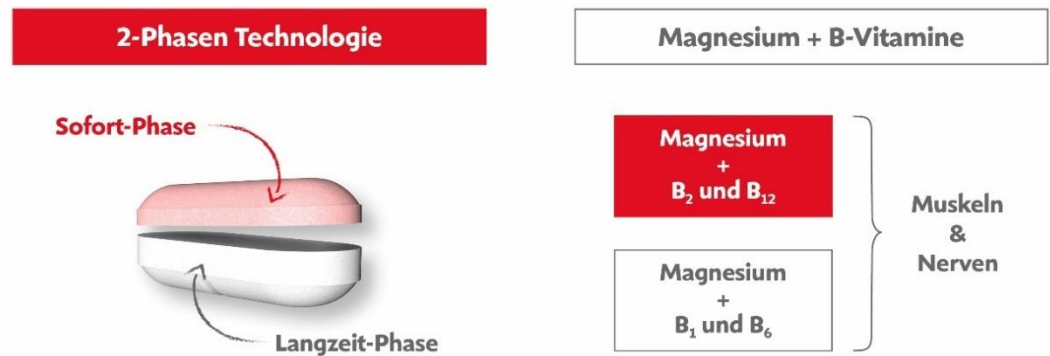 2-Phasen Technologie
Sofort-Phase
Langzeit-Phase
Magnesium + B-Vitamine
Magnesium
+
B₂ und B₁₂
Magnesium
+
B₁ und B₆
Muskeln
&
Nerven